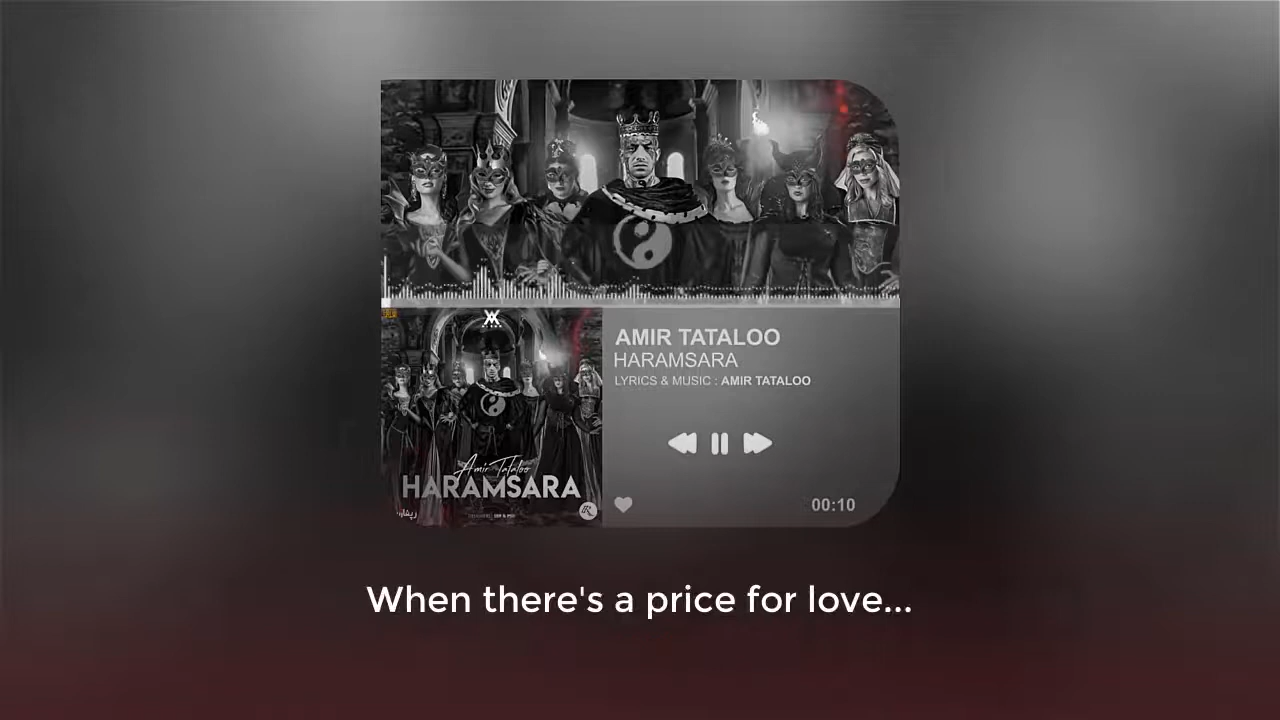 AMIR TATALOO
HARAMSARA
LYRICS & MUSIC : AMIR TATALOO
Amir Tataloo
HARAMSARA
00:10
When there's a price for love...